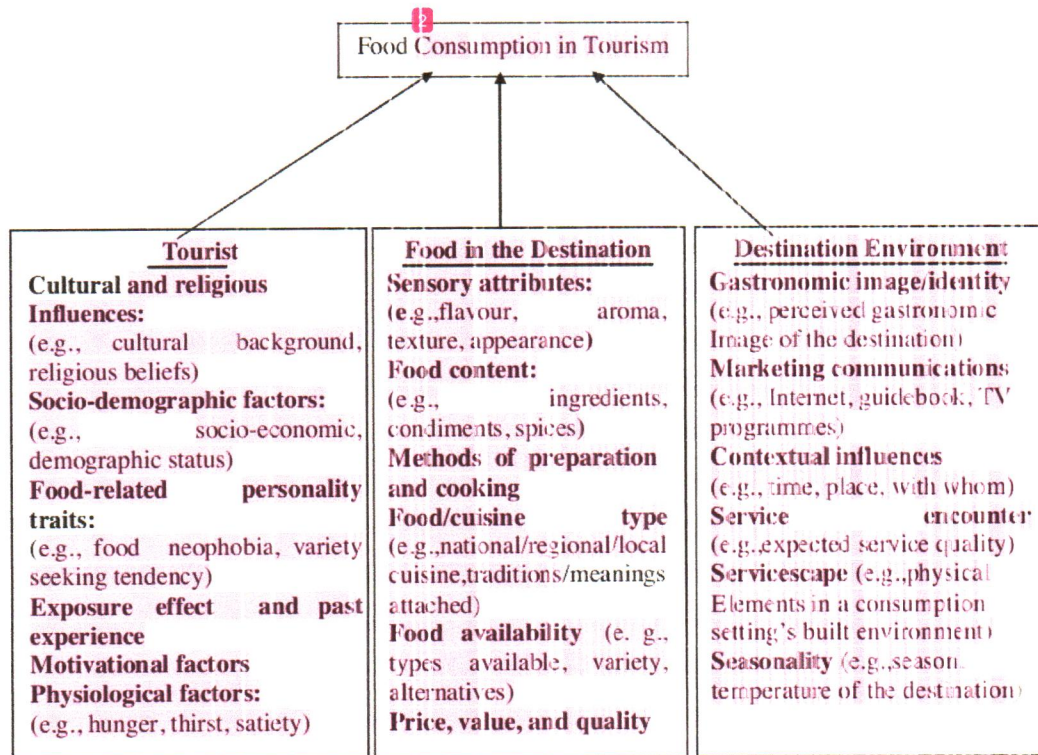 2
Food Consumption in Tourism
Tourist
Cultural and religious
Influences:
(e.g., cultural background,
religious beliefs)
Socio-demographic factors:
(e.g., socio-economic,
demographic status)
Food-related personality
traits:
(e.g., food neophobia, variety
seeking tendency)
Exposure effect and past
experience
Motivational factors
Physiological factors:
(e.g., hunger, thirst, satiety)
Food in the Destination
Sensory attributes:
(e.g.,flavour, aroma,
texture, appearance)
Food content:
(e.g., ingredients,
condiments, spices)
Methods of preparation
and cooking
Food/cuisine type
(e.g.,national/regional/local
cuisine,traditions/meanings
attached)
Food availability (e. g.,
types available, variety,
alternatives)
Price, value, and quality
Destination Environment
Gastronomic image/identity
(e.g., perceived gastronomic
Image of the destination)
Marketing communications
(e.g., Internet, guidebook, TV
programmes)
Contextual influences
(e.g., time, place, with whom)
Service encounter
(e.g.,expected service quality)
Servicescape (e.g.,physical
Elements in a consumption
setting's built environment)
Seasonality (e.g.,season
temperature of the destination)